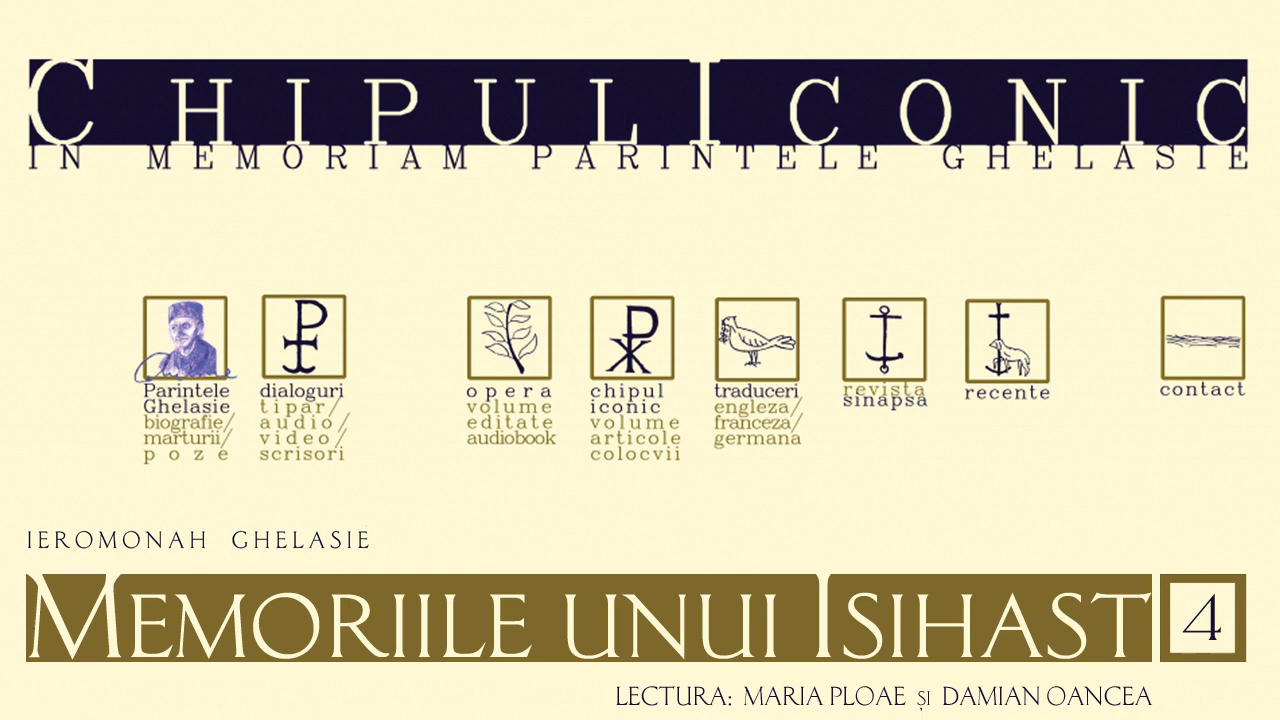 CHIPUL ICONIC
IN MEMORIAM PARINTELE GHELASIE
Parintele
Ghelasie
biografie/
marturii/
poze
dialoguri
tipar/
audio/
video/
scrisori
opera
volume
editate
audiobook
chipul
iconic
volume
articole
colocvii
traduceri
engleza/
franceza/
germana
revista
sinapsa
recente
contact
IEROMONAH GHELASIE
MEMORIILE UNUI ISIHAST 4
LECTURA: MARIA PLOAE ȘI DAMIAN OANCEA